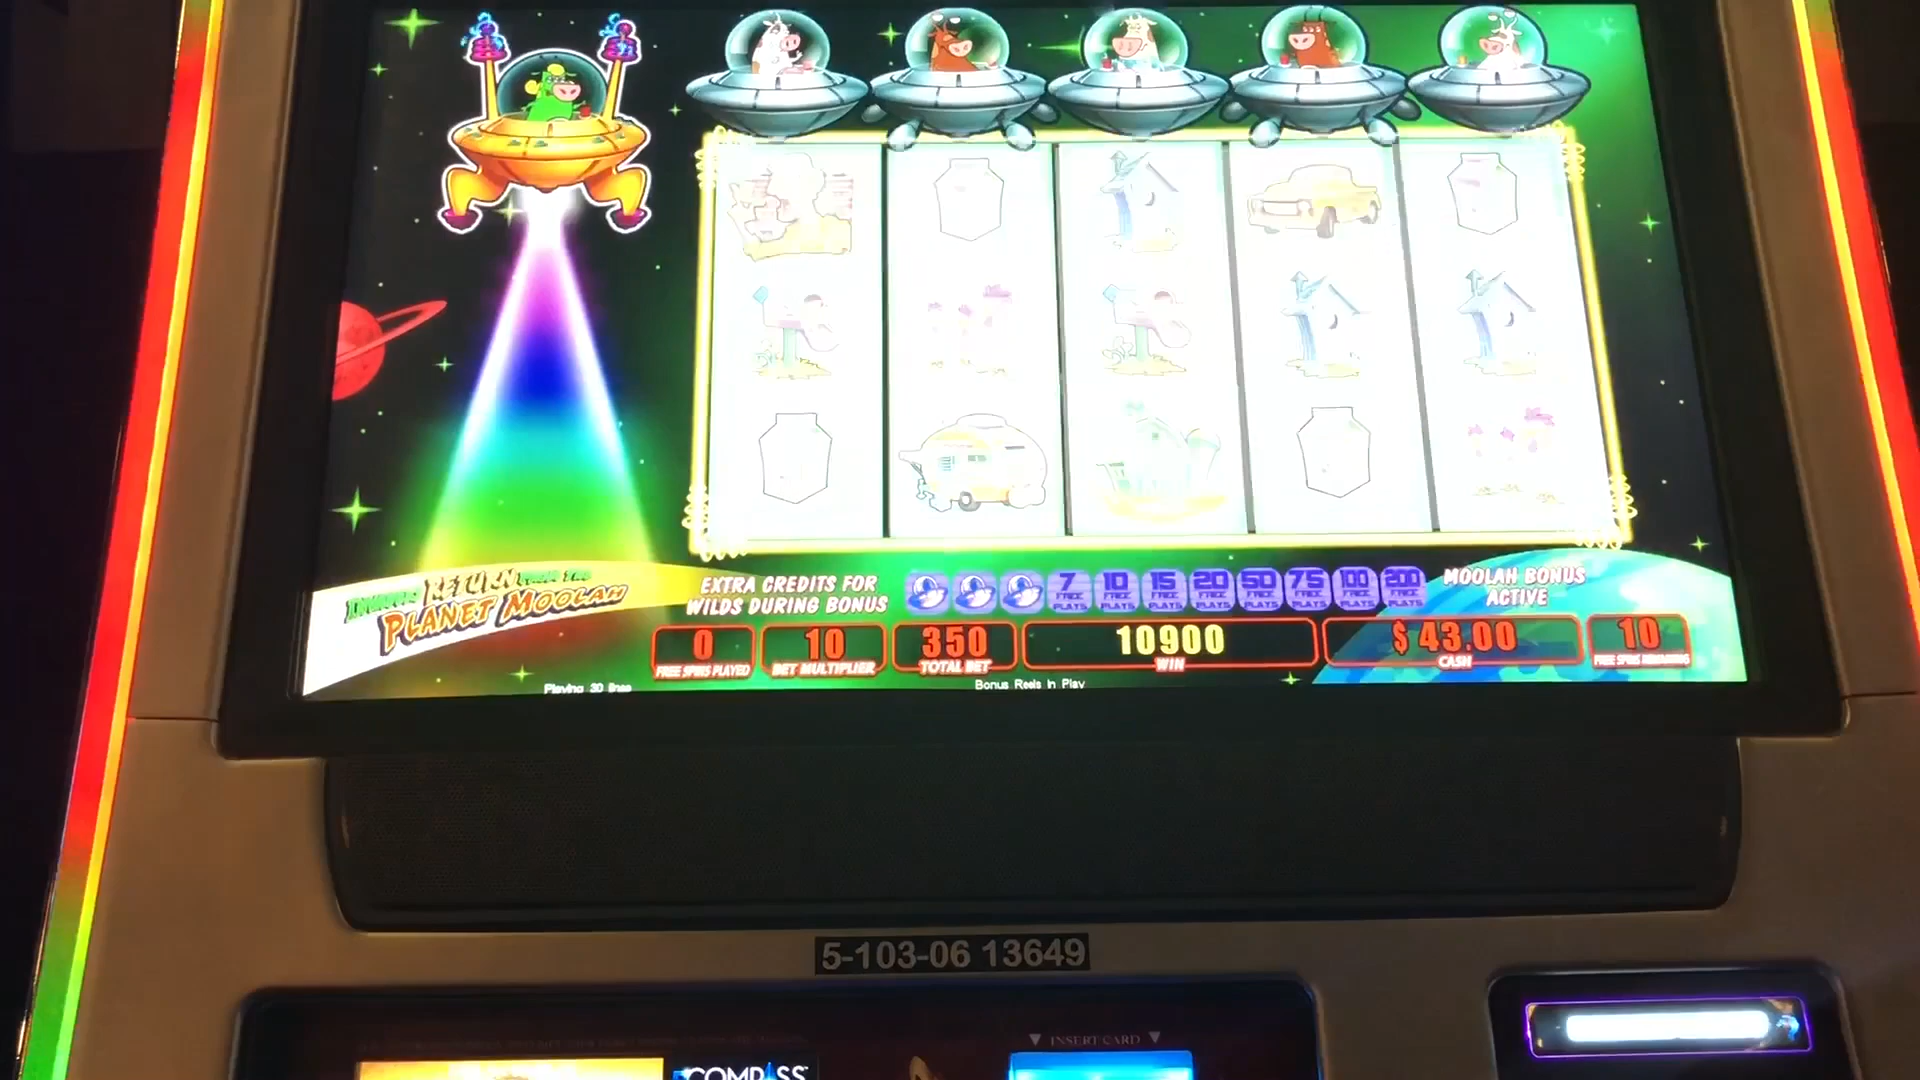 INVADERS RETURN FROM THE
PLANET MOOLAH
EXTRA CREDITS FOR
WILDS DURING BONUS
7 FREE PLAYS
10 FREE PLAYS
15 FREE PLAYS
20 FREE PLAYS
50 FREE PLAYS
75 FREE PLAYS
100 FREE PLAYS
200 FREE PLAYS
MOOLAH BONUS
ACTIVE
0
FREE SPINS PLAYED
10
BET MULTIPLIER
350
TOTAL BET
10900
WIN
$ 43.00
CASH
10
FREE SPINS REMAINING
Playing 30 lines
Bonus Reels In Play
5-103-06 13649
▼ INSERT CARD ▼
COMPASS